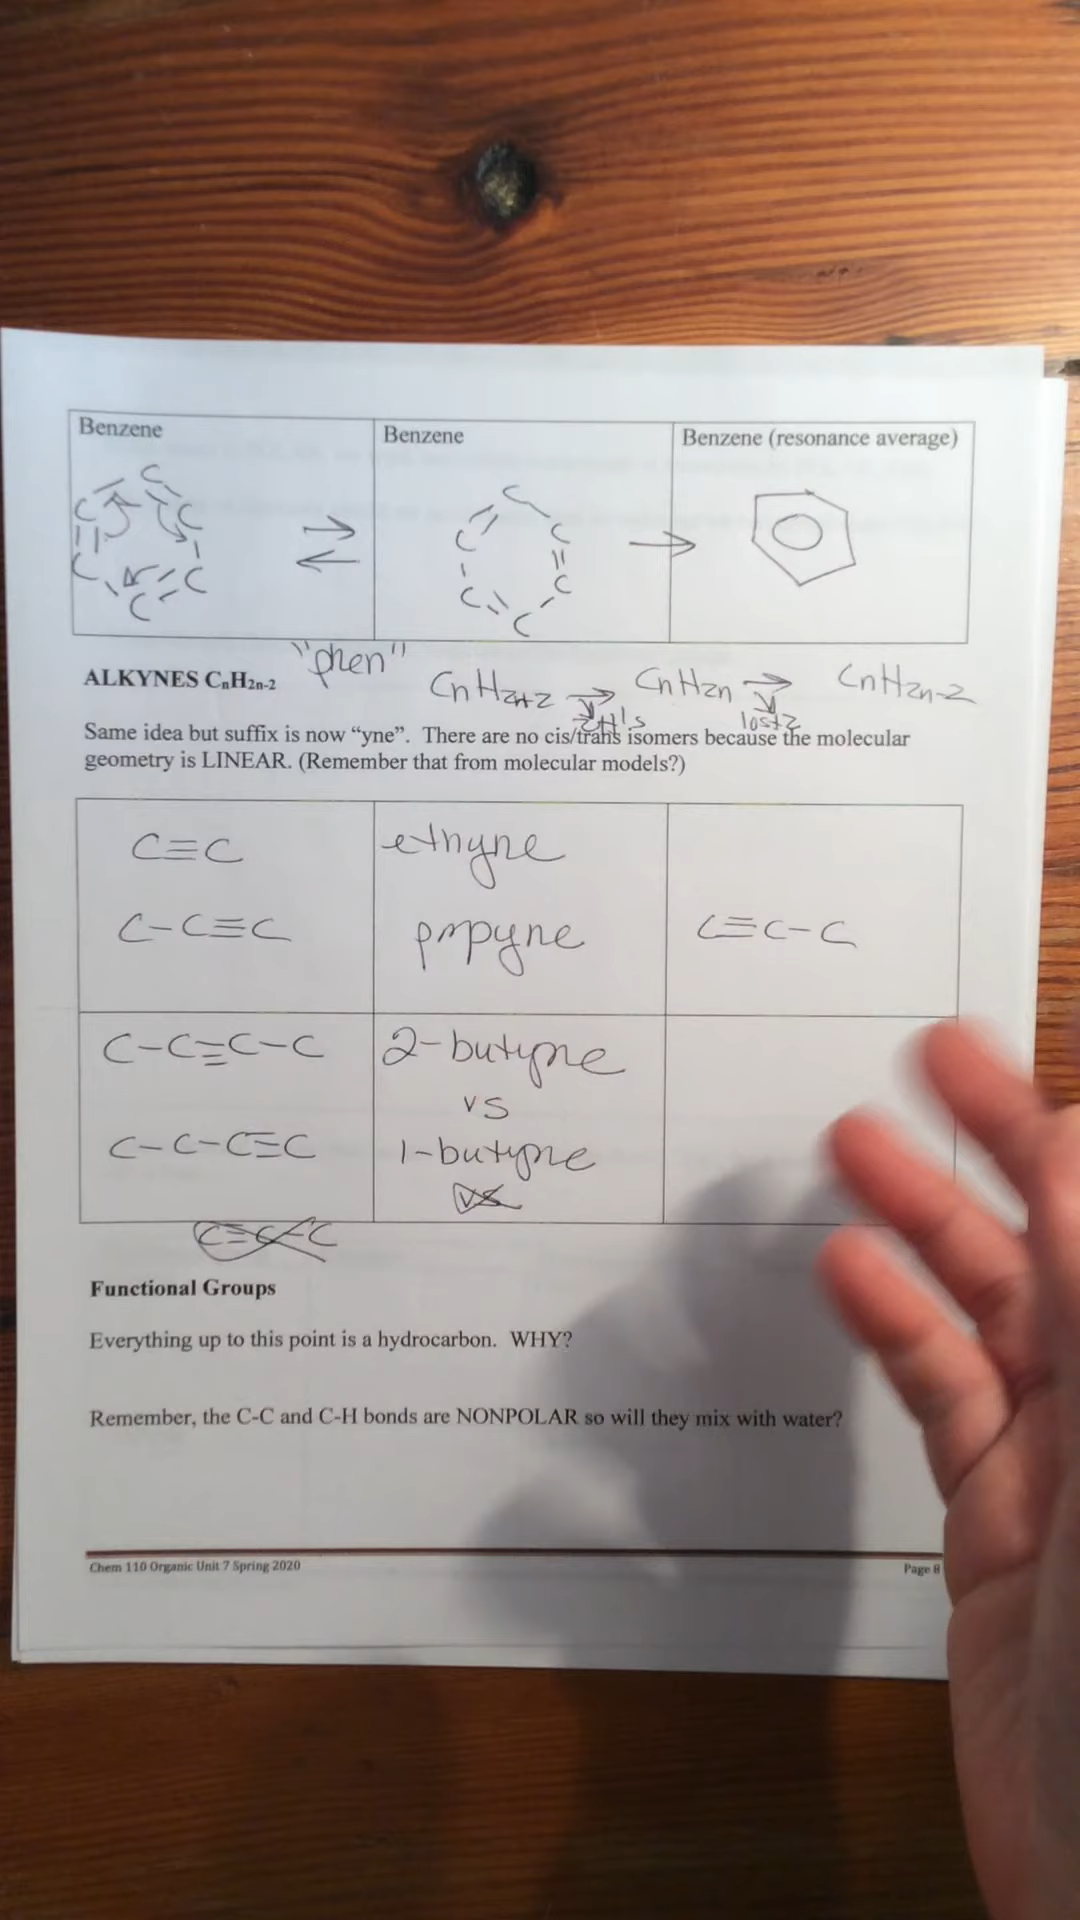 Benzene
Benzene
Benzene (resonance average)
"phen"
ALKYNES CnH2n-2
CnH2n+2 → CnH2n → CnH2n-2
2H's
lost 2
Same idea but suffix is now "yne". There are no cis/trans isomers because the molecular
geometry is LINEAR. (Remember that from molecular models?)
C≡C
ethyne
C-C≡C
propyne
C≡C-C
C-C≡C-C
2-butyne
vs
C-C-C≡C
1-butyne
vs
C≡C-C
Functional Groups
Everything up to this point is a hydrocarbon. WHY?
Remember, the C-C and C-H bonds are NONPOLAR so will they mix with water?
Chem 110 Organic Unit 7 Spring 2020
Page 8